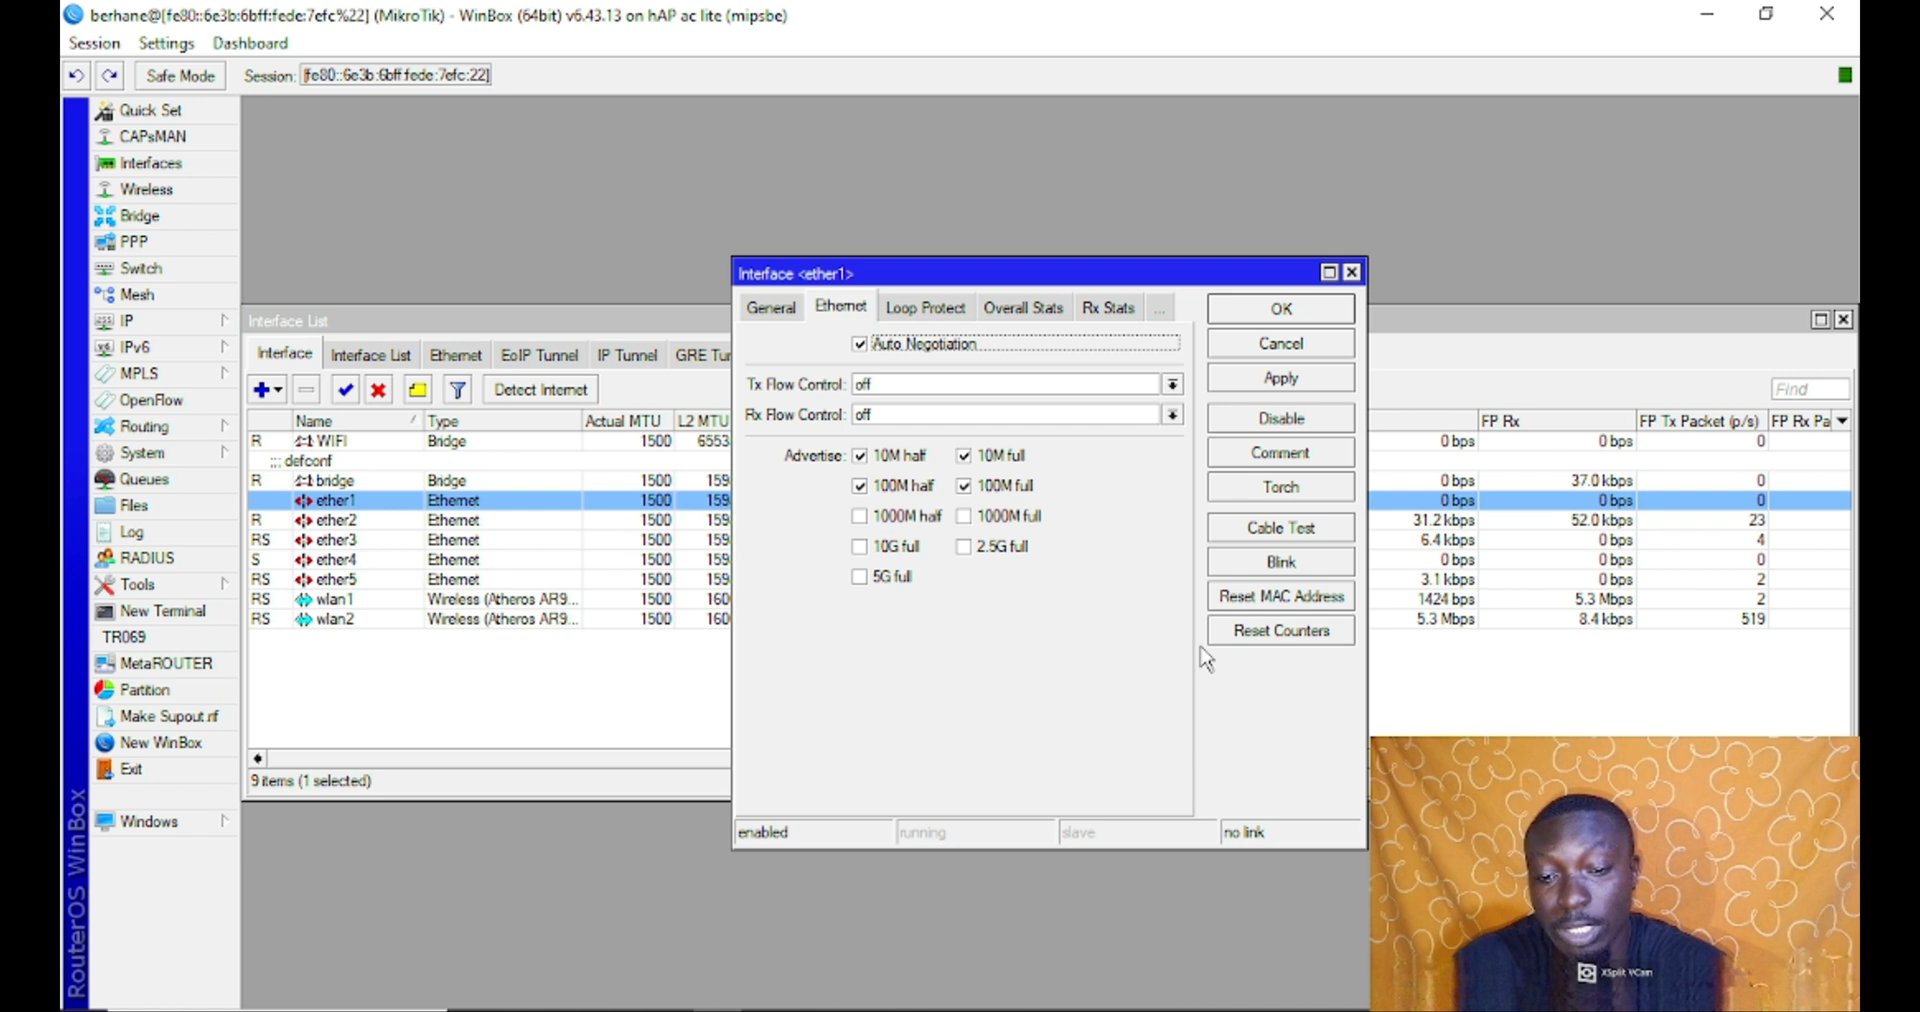 berhane@[fe80::6e3b:6bff:fede:7efc%22] (MikroTik) - WinBox (64bit) v6.43.13 on hAP ac lite (mipsbe)
Session Settings Dashboard
Safe Mode Session: [fe80::6e3b:6bff:fede:7efc:22]
Quick Set
CAPsMAN
Interfaces
Wireless
Bridge
PPP
Switch
Mesh
IP
IPv6
MPLS
OpenFlow
Routing
System
Queues
Files
Log
RADIUS
Tools
New Terminal
TR069
MetaROUTER
Partition
Make Supout.rif
New WinBox
Exit
Windows
RouterOS WinBox
Interface List
Interface Interface List Ethernet EoIP Tunnel IP Tunnel GRE Tun
Detect Internet
Find
Name Type Actual MTU L2 MTU FP Rx FP Tx Packet (p/s) FP Rx Pa
R WIFI Bridge 1500 6553 0 bps 0 bps 0
::: defconf
R bridge Bridge 1500 159 0 bps 37.0 kbps 0
ether1 Ethernet 1500 159 0 bps 0 bps 0
R ether2 Ethernet 1500 159 31.2 kbps 52.0 kbps 23
RS ether3 Ethernet 1500 159 6.4 kbps 0 bps 4
S ether4 Ethernet 1500 159 0 bps 0 bps 0
RS ether5 Ethernet 1500 159 3.1 kbps 0 bps 2
RS wlan1 Wireless (Atheros AR9... 1500 160 1424 bps 5.3 Mbps 2
RS wlan2 Wireless (Atheros AR9... 1500 160 5.3 Mbps 8.4 kbps 519
9 items (1 selected)
Interface <ether1>
General Ethernet Loop Protect Overall Stats Rx Stats ...
Auto Negotiation
Tx Flow Control: off
Rx Flow Control: off
Advertise: 10M half 10M full
100M half 100M full
1000M half 1000M full
10G full 2.5G full
5G full
OK
Cancel
Apply
Disable
Comment
Torch
Cable Test
Blink
Reset MAC Address
Reset Counters
enabled running slave no link
XSplit VCam